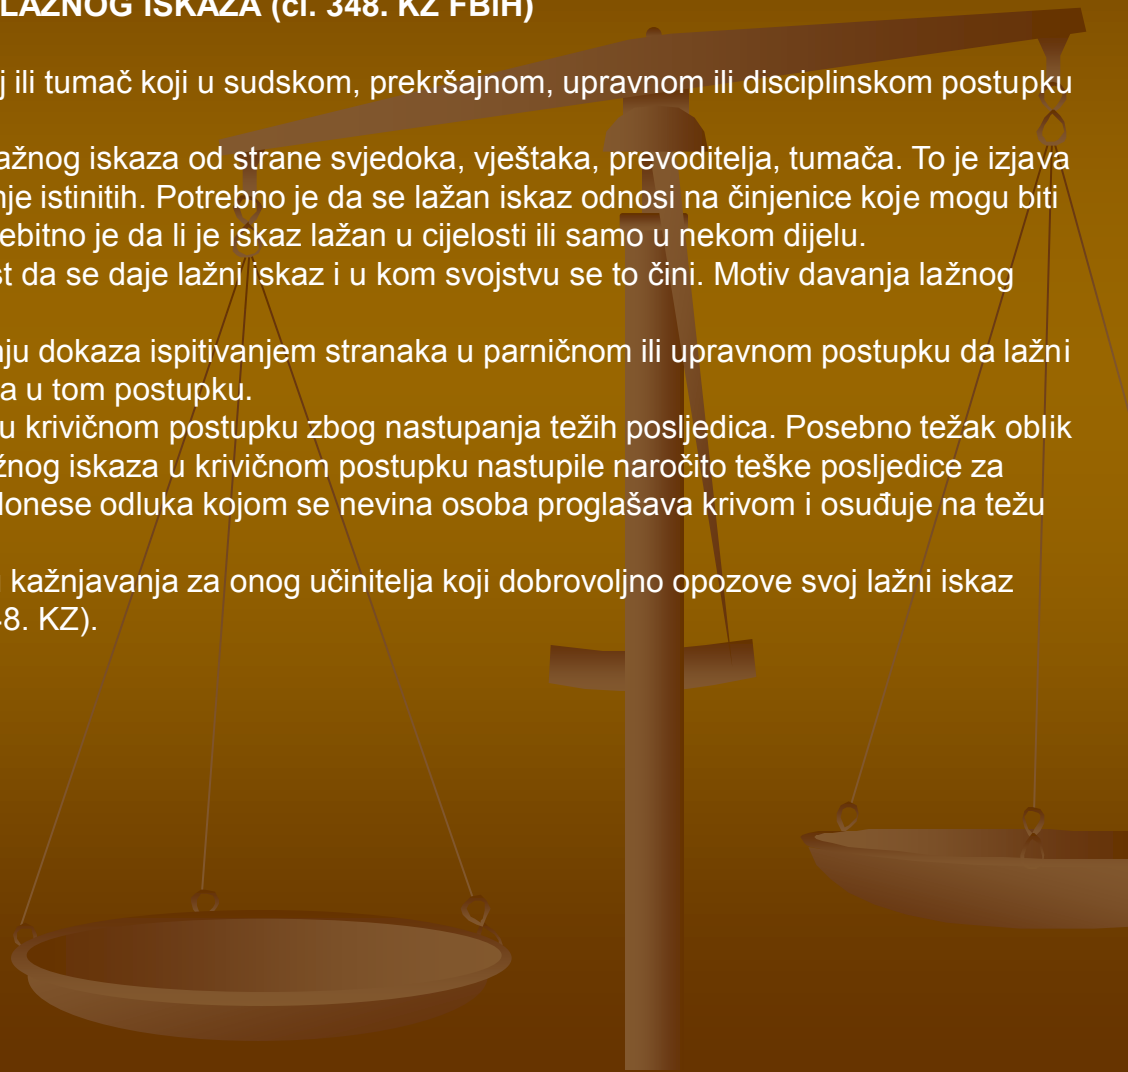 LAŽNOG ISKAZA (čl. 348. KZ FBIH)
j ili tumač koji u sudskom, prekršajnom, upravnom ili disciplinskom postupku
ažnog iskaza od strane svjedoka, vještaka, prevoditelja, tumača. To je izjava
nje istinitih. Potrebno je da se lažan iskaz odnosi na činjenice koje mogu biti
ebitno je da li je iskaz lažan u cijelosti ili samo u nekom dijelu.
st da se daje lažni iskaz i u kom svojstvu se to čini. Motiv davanja lažnog
nju dokaza ispitivanjem stranaka u parničnom ili upravnom postupku da lažni
a u tom postupku.
u krivičnom postupku zbog nastupanja težih posljedica. Posebno težak oblik
žnog iskaza u krivičnom postupku nastupile naročito teške posljedice za
donese odluka kojom se nevina osoba proglašava krivom i osuđuje na težu
u kažnjavanja za onog učinitelja koji dobrovoljno opozove svoj lažni iskaz
48. KZ).